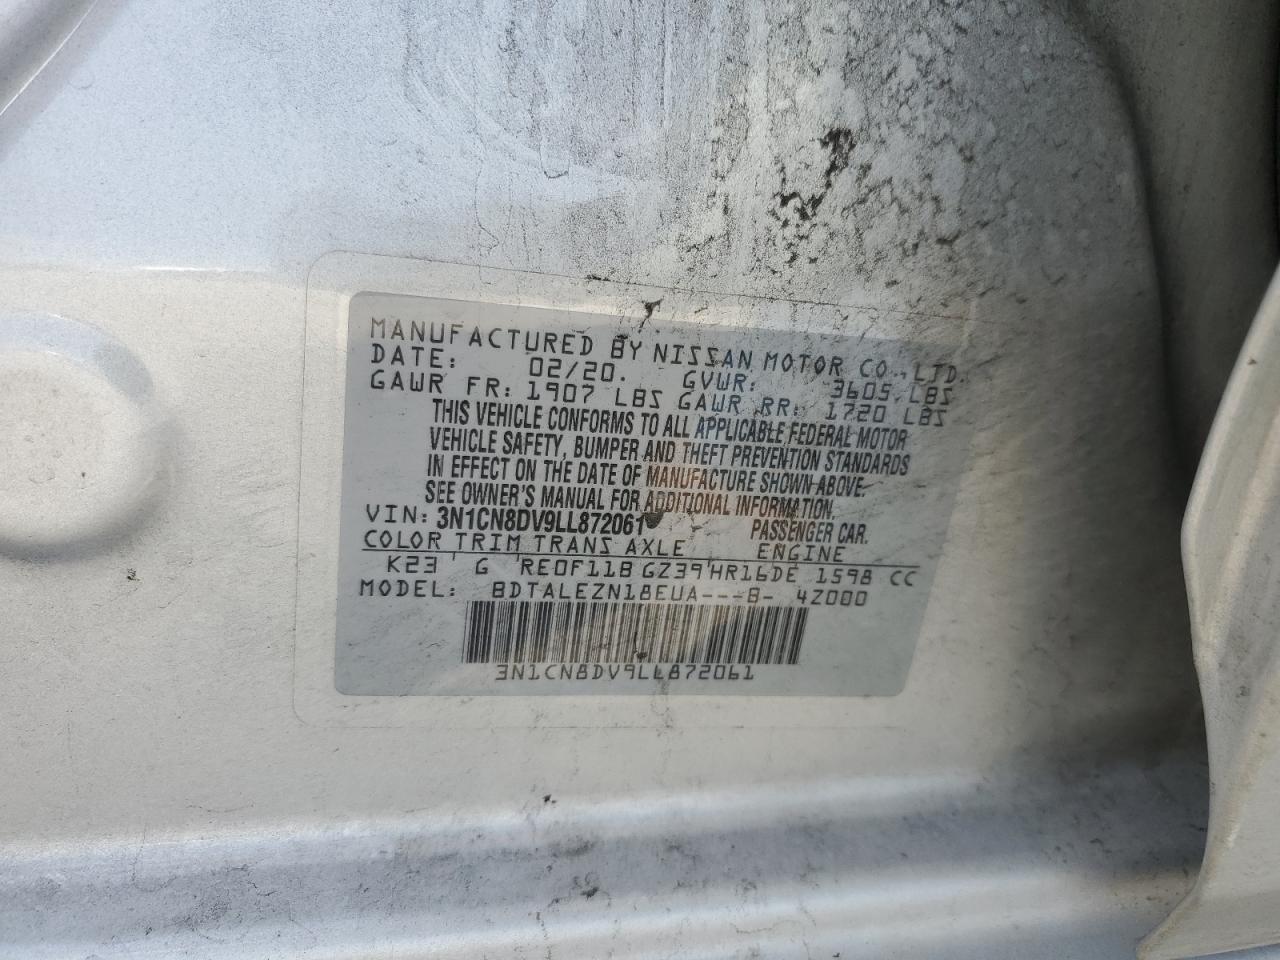 MANUFACTURED BY NISSAN MOTOR CO., LTD.
DATE: 02/20. GVWR: 3605 LBS
GAWR FR: 1907 LBS GAWR RR: 1720 LBS
THIS VEHICLE CONFORMS TO ALL APPLICABLE FEDERAL MOTOR
VEHICLE SAFETY, BUMPER AND THEFT PREVENTION STANDARDS
IN EFFECT ON THE DATE OF MANUFACTURE SHOWN ABOVE.
SEE OWNER'S MANUAL FOR ADDITIONAL INFORMATION.
VIN: 3N1CN8DV9LL872061 PASSENGER CAR.
COLOR TRIM TRANS AXLE ENGINE
K23 G RE0F11B GZ39 HR16DE 1598 CC
MODEL: BDTALEZN18EUA---B- 4Z000
3N1CN8DV9LL872061